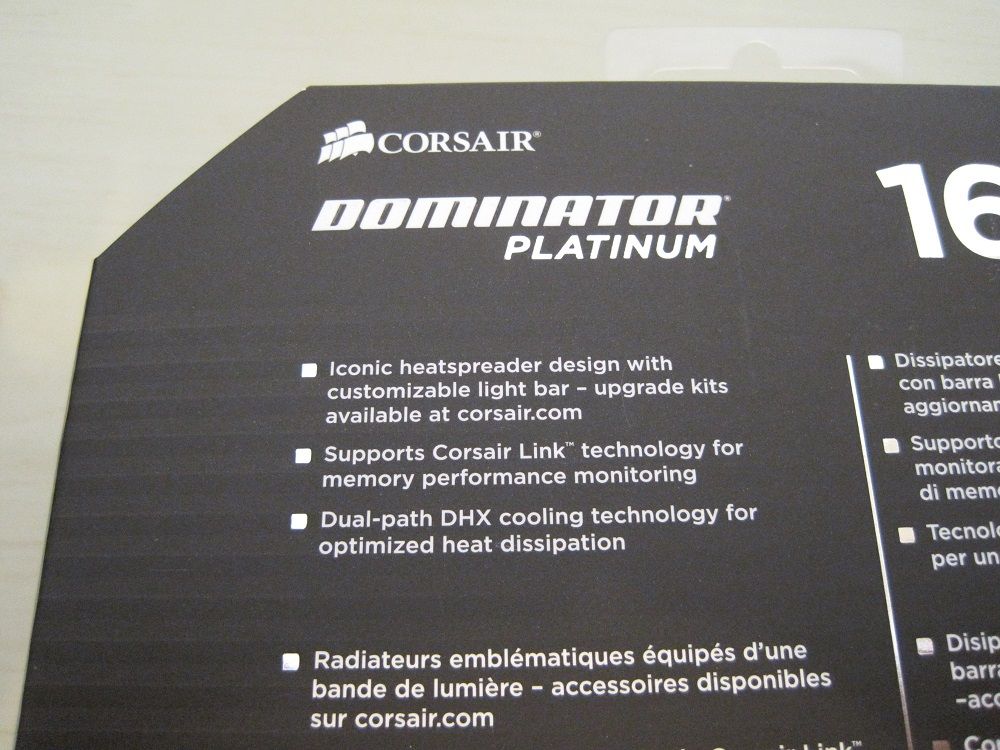 CORSAIR®
DOMINATOR®
PLATINUM
16
Iconic heatspreader design with
customizable light bar – upgrade kits
available at corsair.com
Supports Corsair Link™ technology for
memory performance monitoring
Dual-path DHX cooling technology for
optimized heat dissipation
Radiateurs emblématiques équipés d'une
bande de lumière – accessoires disponibles
sur corsair.com
Dissipatore
con barra
aggiornar
Supporto
monitora
di memo
Tecnolo
per un
Disip
barra
–acc